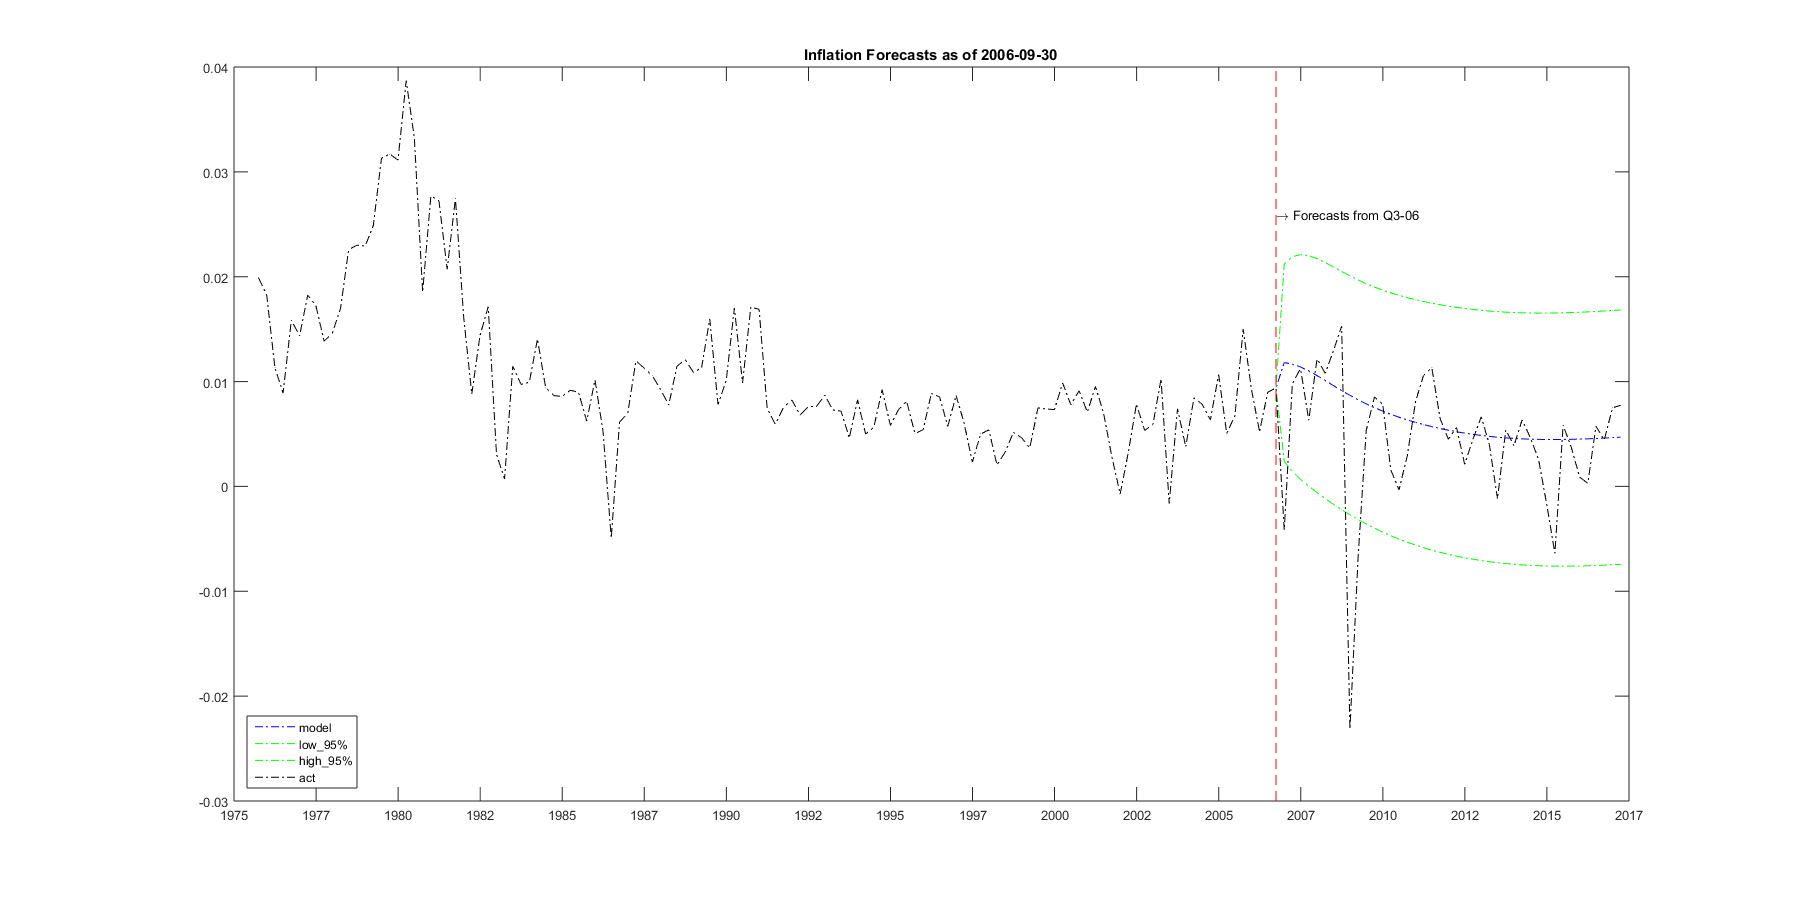 Inflation Forecasts as of 2006-09-30
0.04
0.03
→ Forecasts from Q3-06
0.02
0.01
0
-0.01
-0.02
model
low_95%
high_95%
act
-0.03
1975 1977 1980 1982 1985 1987 1990 1992 1995 1997 2000 2002 2005 2007 2010 2012 2015 2017